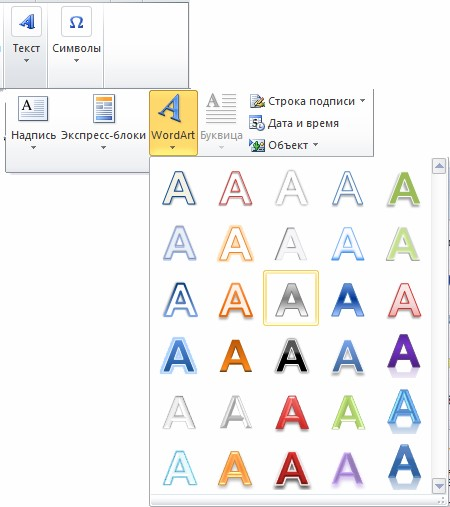 Текст Символы
Надпись Экспресс-блоки WordArt Буквица
Строка подписи
Дата и время
Объект
A A A A A
A A A A A
A A A A A
A A A A A
A A A A A
A A A A A